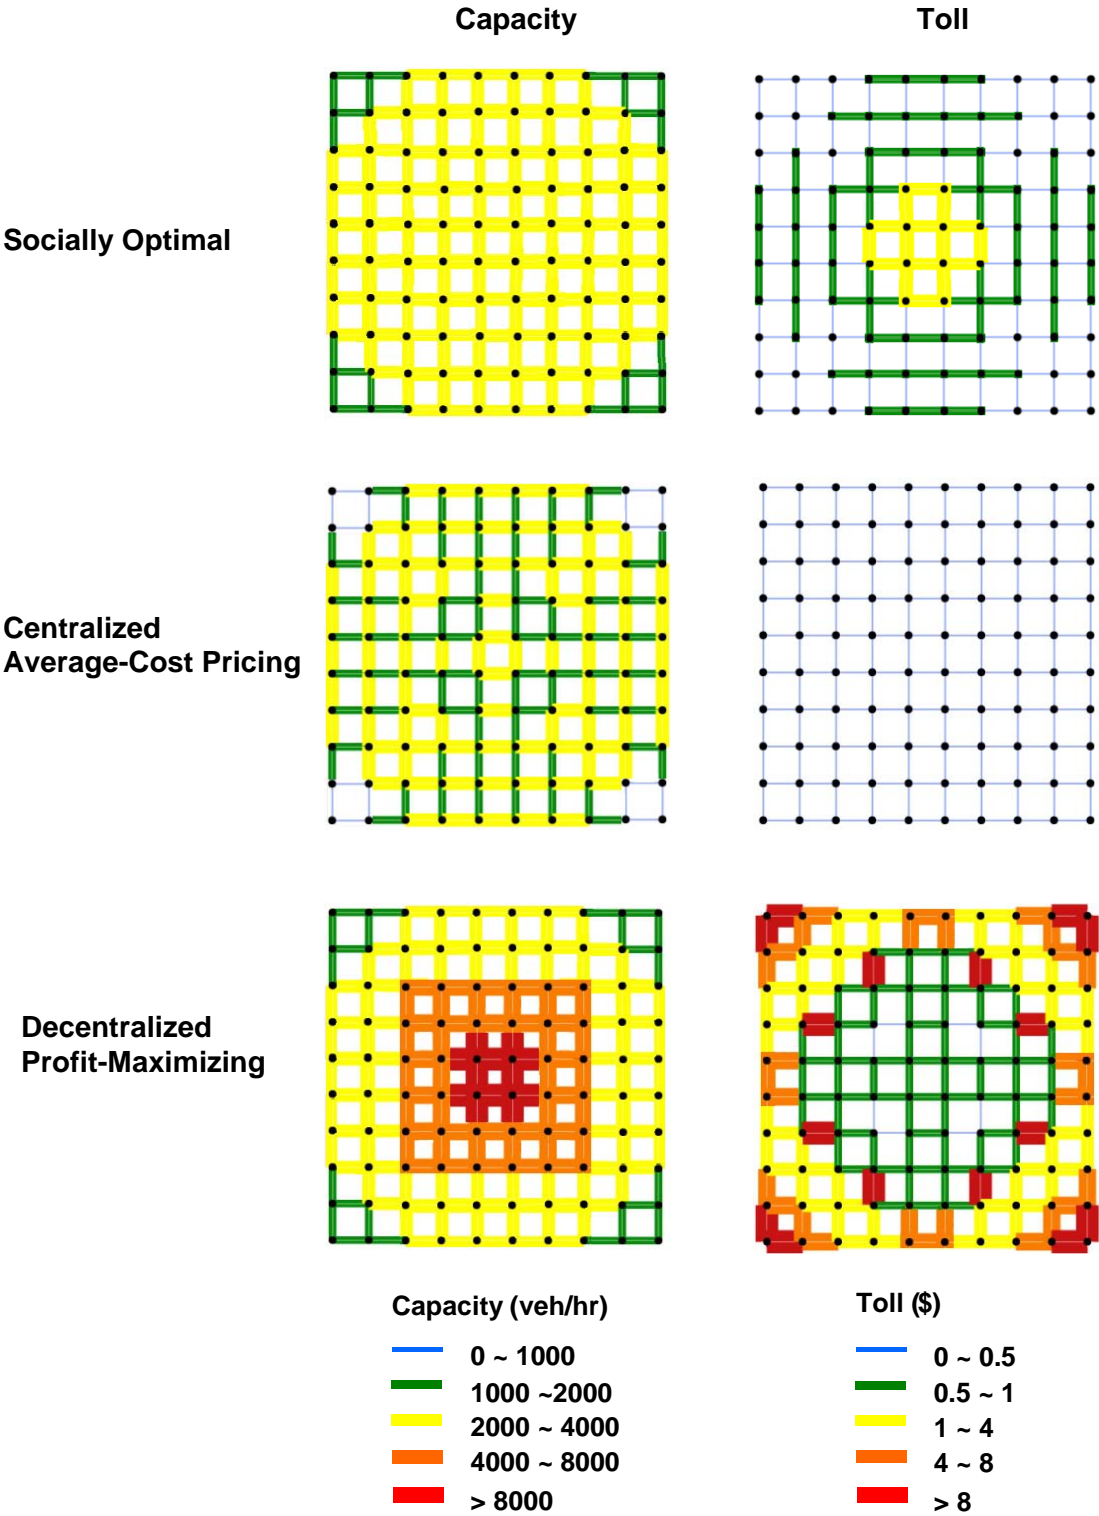 Capacity
Toll
Socially Optimal
Centralized
Average-Cost Pricing
Decentralized
Profit-Maximizing
Capacity (veh/hr)
0 ~ 1000
1000 ~2000
2000 ~ 4000
4000 ~ 8000
> 8000
Toll ($)
0 ~ 0.5
0.5 ~ 1
1 ~ 4
4 ~ 8
> 8